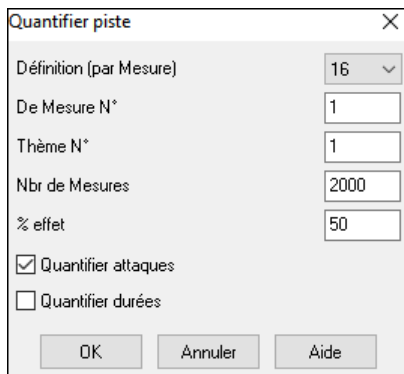 Quantifier piste
Définition (par Mesure) 16
De Mesure N° 1
Thème N° 1
Nbr de Mesures 2000
% effet 50
Quantifier attaques
Quantifier durées
OK Annuler Aide